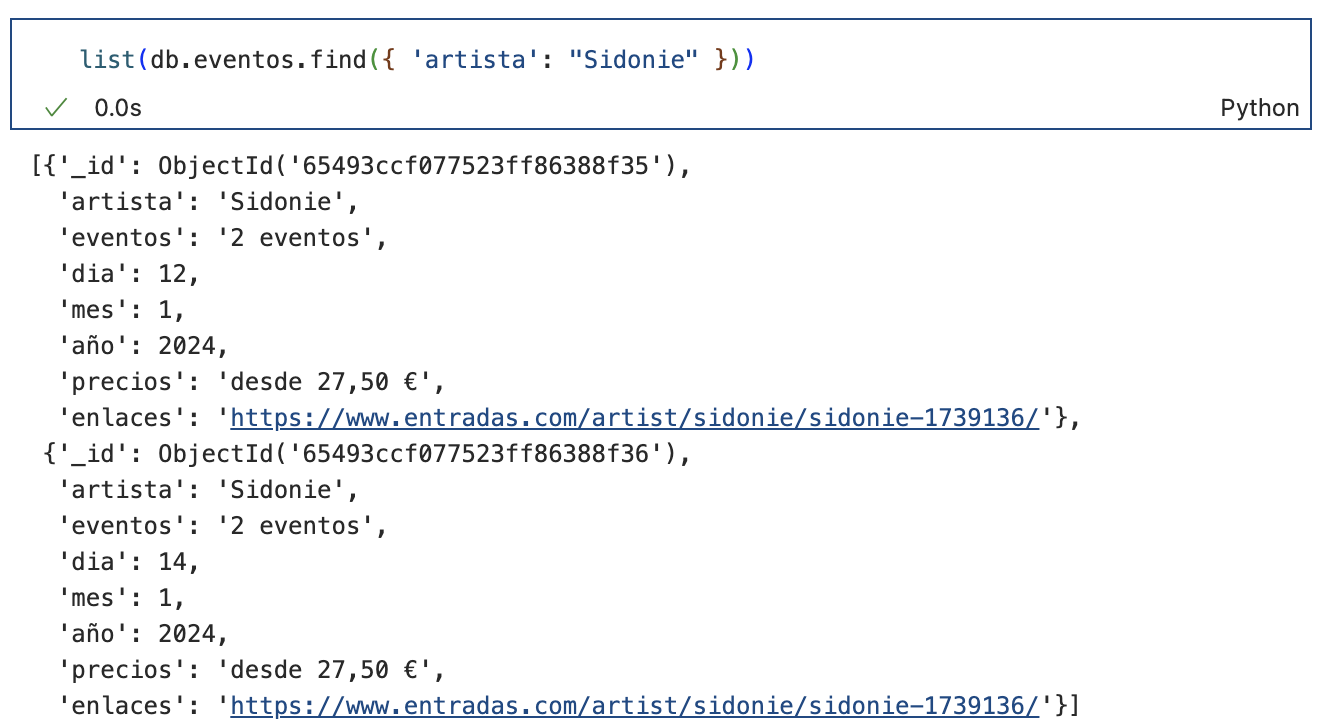 list(db.eventos.find({ 'artista': "Sidonie" }))
0.0s Python
[{'_id': ObjectId('65493ccf077523ff86388f35'),
'artista': 'Sidonie',
'eventos': '2 eventos',
'dia': 12,
'mes': 1,
'año': 2024,
'precios': 'desde 27,50 €',
'enlaces': 'https://www.entradas.com/artist/sidonie/sidonie-1739136/'},
{'_id': ObjectId('65493ccf077523ff86388f36'),
'artista': 'Sidonie',
'eventos': '2 eventos',
'dia': 14,
'mes': 1,
'año': 2024,
'precios': 'desde 27,50 €',
'enlaces': 'https://www.entradas.com/artist/sidonie/sidonie-1739136/'}]